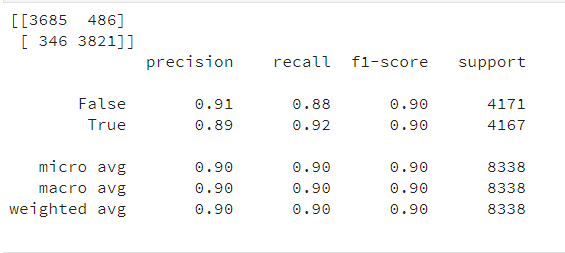 [[3685  486]
 [ 346 3821]]
              precision    recall  f1-score   support

       False       0.91      0.88      0.90      4171
        True       0.89      0.92      0.90      4167

   micro avg       0.90      0.90      0.90      8338
   macro avg       0.90      0.90      0.90      8338
weighted avg       0.90      0.90      0.90      8338